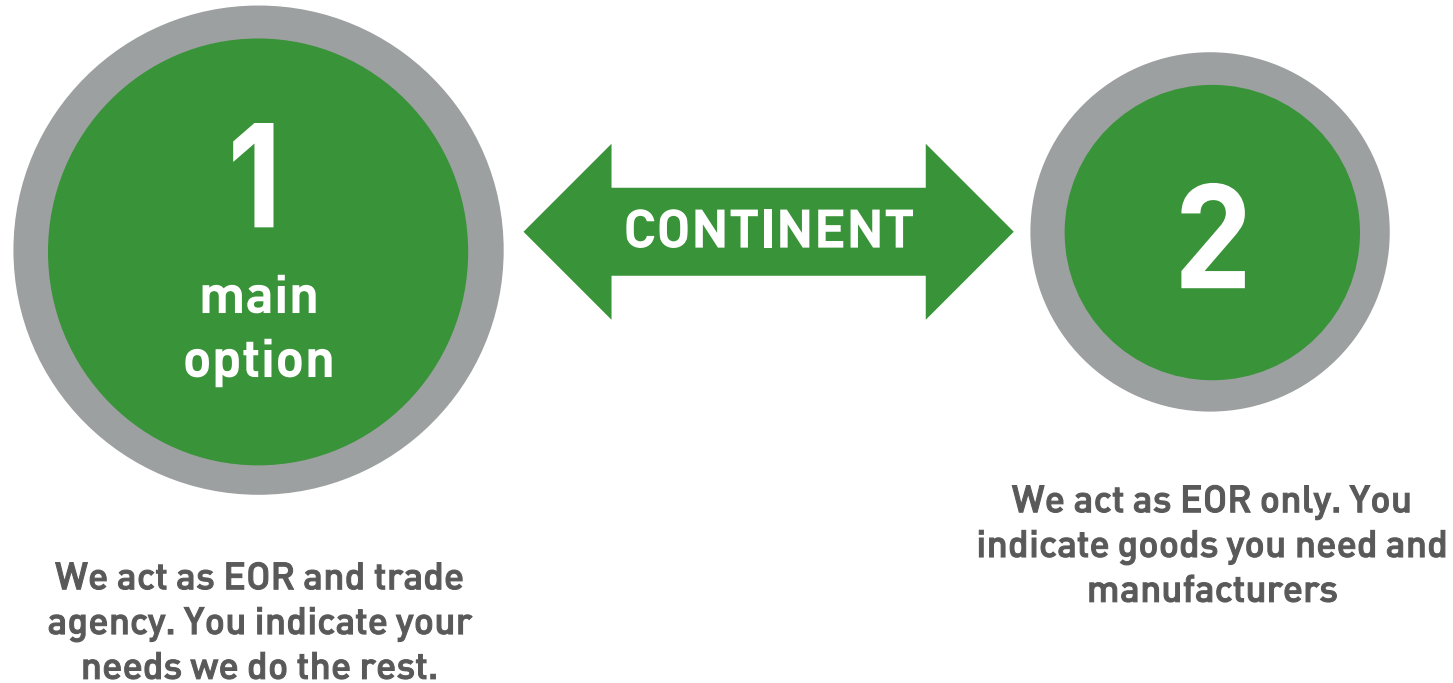 1
main
option
We act as EOR and trade
agency. You indicate your
needs we do the rest.
CONTINENT
2
We act as EOR only. You
indicate goods you need and
manufacturers